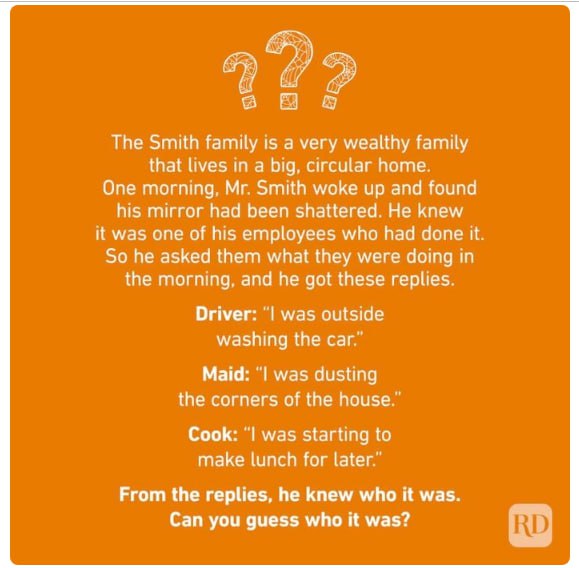 ???
The Smith family is a very wealthy family
that lives in a big, circular home.
One morning, Mr. Smith woke up and found
his mirror had been shattered. He knew
it was one of his employees who had done it.
So he asked them what they were doing in
the morning, and he got these replies.
Driver: “I was outside
washing the car.”
Maid: “I was dusting
the corners of the house.”
Cook: “I was starting to
make lunch for later.”
From the replies, he knew who it was.
Can you guess who it was?
RD